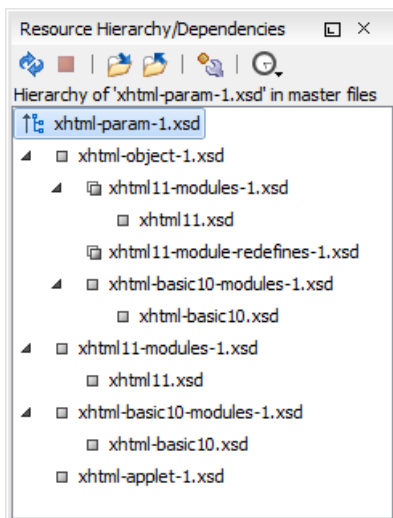 Resource Hierarchy/Dependencies
Hierarchy of 'xhtml-param-1.xsd' in master files
xhtml-param-1.xsd
xhtml-object-1.xsd
xhtml11-modules-1.xsd
xhtml11.xsd
xhtml11-module-redefines-1.xsd
xhtml-basic10-modules-1.xsd
xhtml-basic10.xsd
xhtml11-modules-1.xsd
xhtml11.xsd
xhtml-basic10-modules-1.xsd
xhtml-basic10.xsd
xhtml-applet-1.xsd